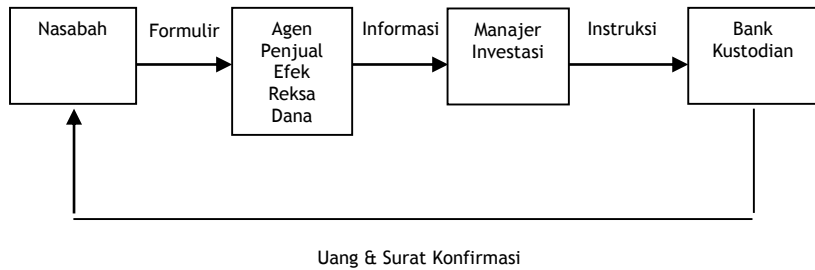 Nasabah
Formulir
Agen
Penjual
Efek
Reksa
Dana
Informasi
Manajer
Investasi
Instruksi
Bank
Kustodian
Uang & Surat Konfirmasi